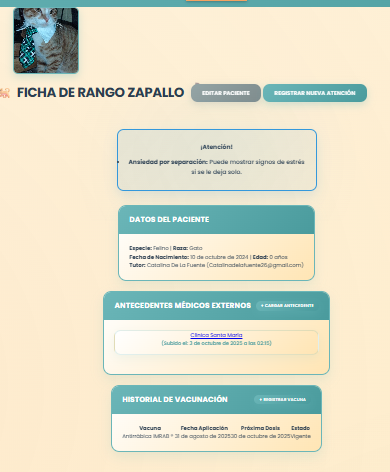 FICHA DE RANGO ZAPALLO
EDITAR PACIENTE
REGISTRAR NUEVA ATENCIÓN
¡Atención!
• Ansiedad por separación: Puede mostrar signos de estrés
si se le deja solo.
DATOS DEL PACIENTE
Especie: Felino | Raza: Gato
Fecha de Nacimiento: 10 de octubre de 2024 | Edad: 0 años
Tutor: Catalina De La Fuente (Catalinadelafuente26@gmail.com)
ANTECEDENTES MÉDICOS EXTERNOS
+ CARGAR ANTECEDENTE
Clínica Santa María
(Subido el: 3 de octubre de 2025 a las 02:15)
HISTORIAL DE VACUNACIÓN
+ REGISTRAR VACUNA
Vacuna Fecha Aplicación Próxima Dosis Estado
Antirrábica IMRAB ® 31 de agosto de 2025 30 de octubre de 2025 Vigente